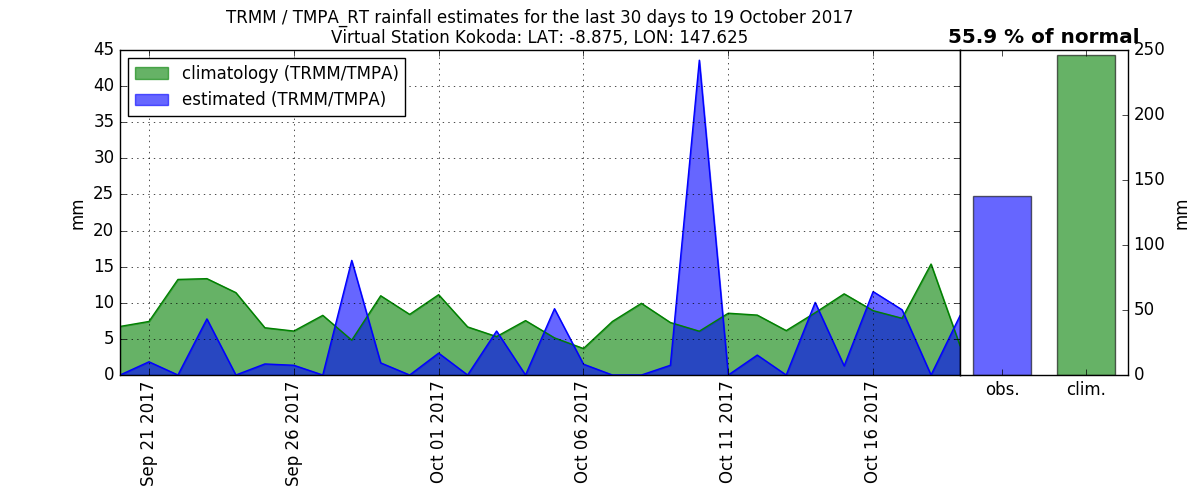 TRMM / TMPA_RT rainfall estimates for the last 30 days to 19 October 2017
Virtual Station Kokoda: LAT: -8.875, LON: 147.625
55.9 % of normal
climatology (TRMM/TMPA)
estimated (TRMM/TMPA)
45
40
35
30
25
20
15
10
5
0
mm
250
200
150
100
50
0
mm
Sep 21 2017
Sep 26 2017
Oct 01 2017
Oct 06 2017
Oct 11 2017
Oct 16 2017
obs.
clim.